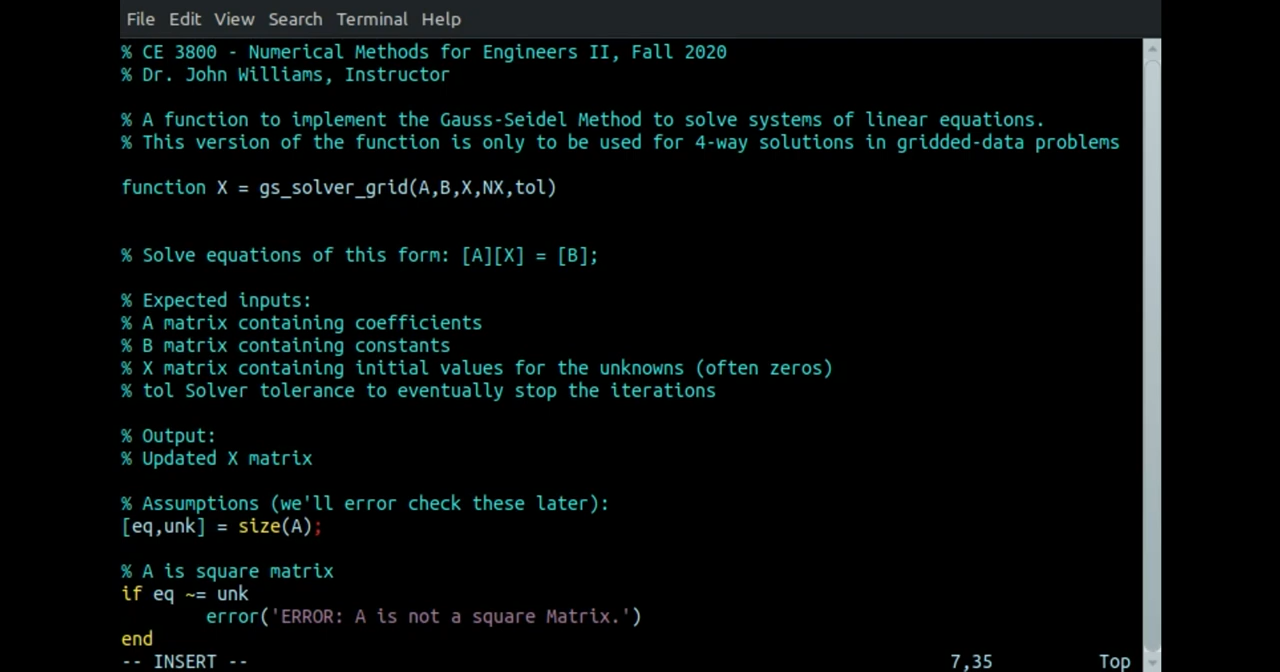 File Edit View Search Terminal Help
% CE 3800 - Numerical Methods for Engineers II, Fall 2020
% Dr. John Williams, Instructor
% A function to implement the Gauss-Seidel Method to solve systems of linear equations.
% This version of the function is only to be used for 4-way solutions in gridded-data problems
function X = gs_solver_grid(A,B,X,NX,tol)
% Solve equations of this form: [A][X] = [B];
% Expected inputs:
% A matrix containing coefficients
% B matrix containing constants
% X matrix containing initial values for the unknowns (often zeros)
% tol Solver tolerance to eventually stop the iterations
% Output:
% Updated X matrix
% Assumptions (we'll error check these later):
[eq,unk] = size(A);
% A is square matrix
if eq ~= unk
error('ERROR: A is not a square Matrix.')
end
-- INSERT -- 7,35 Top